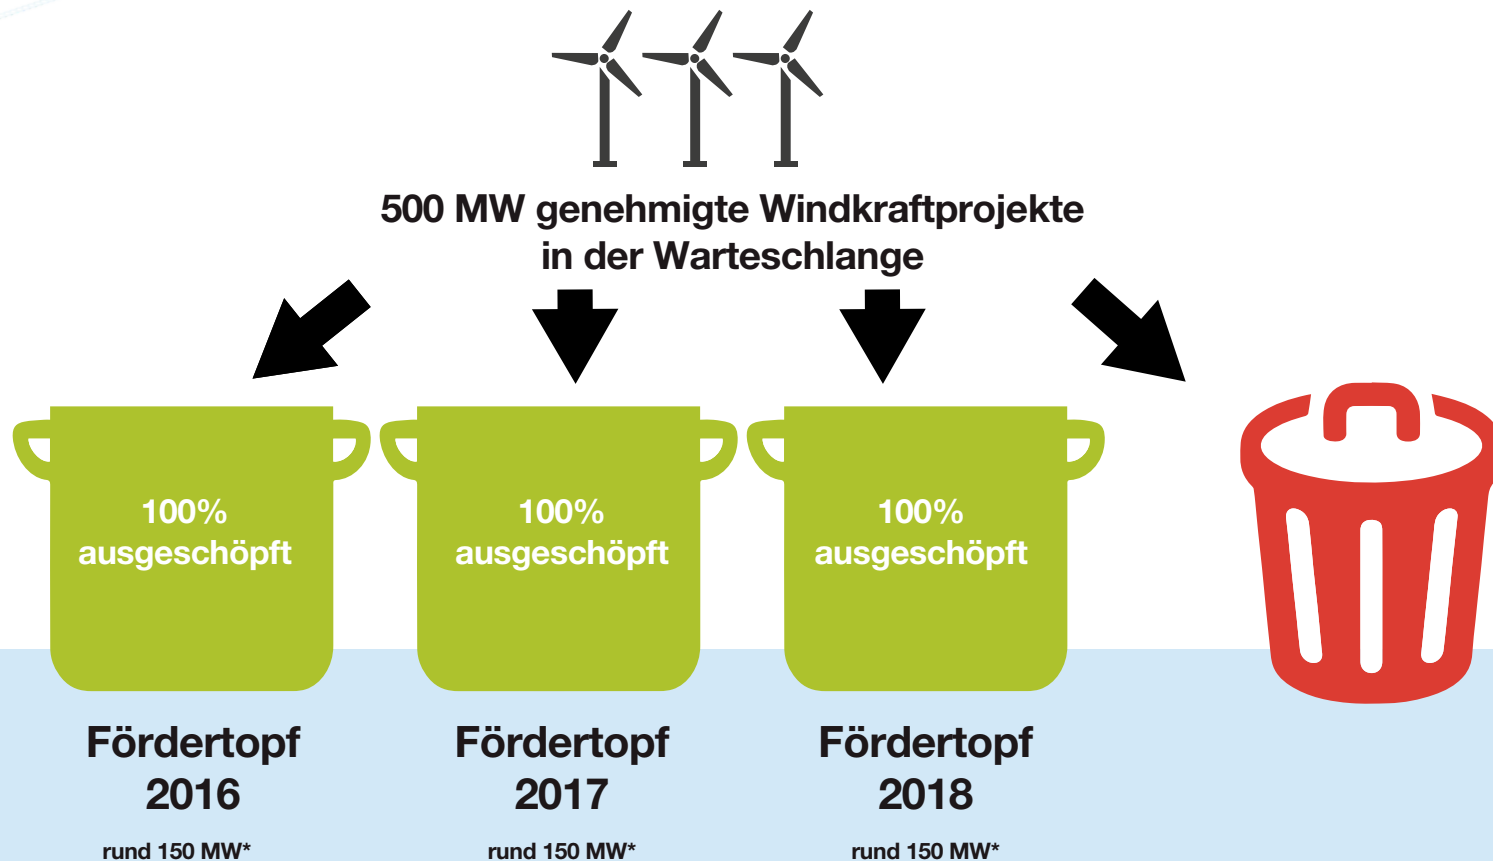 500 MW genehmigte Windkraftprojekte
in der Warteschlange
100%
ausgeschöpft
100%
ausgeschöpft
100%
ausgeschöpft
Fördertopf
2016
rund 150 MW*
Fördertopf
2017
rund 150 MW*
Fördertopf
2018
rund 150 MW*